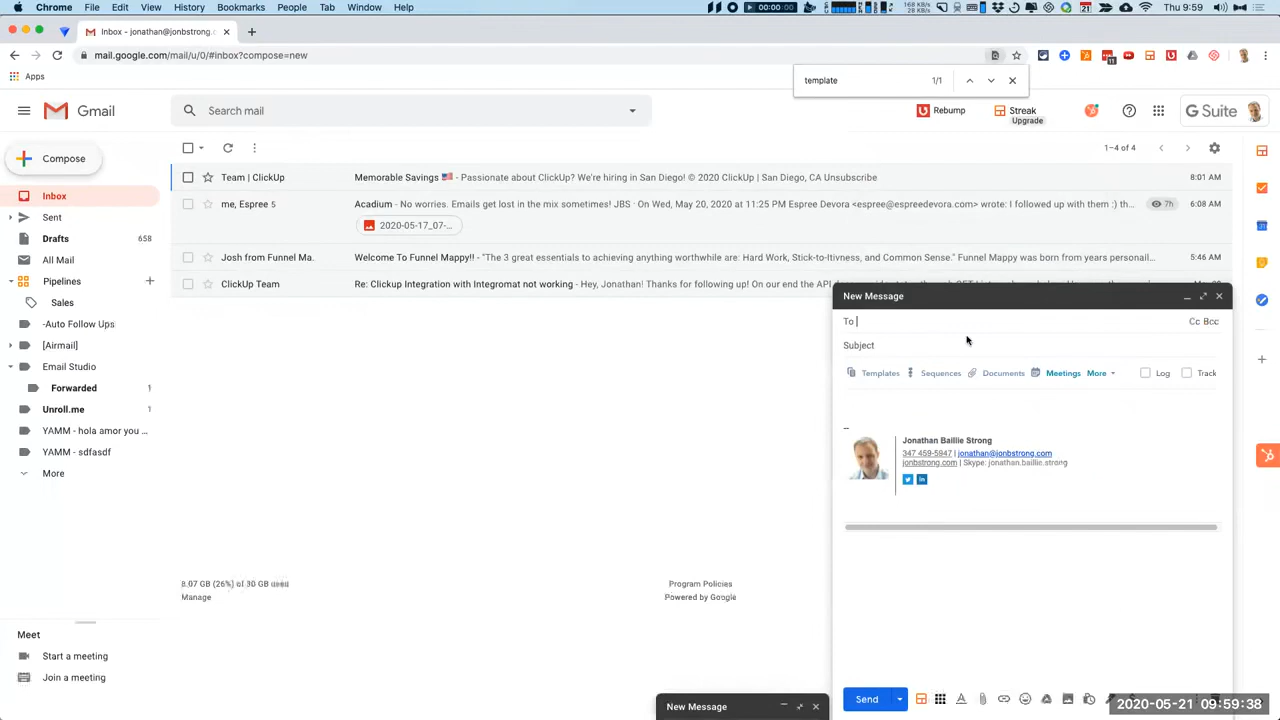 Chrome File Edit View History Bookmarks People Tab Window Help 00:00:00 168 KB 28 KB 21 Thu 9:59
Inbox - jonathan@jonbstrong.c
mail.google.com/mail/u/0/#inbox?compose=new
11
Apps
template 1/1
Gmail
Search mail
Rebump
Streak
Upgrade
G Suite
Compose
1–4 of 4
Inbox
Sent
Drafts 658
All Mail
Pipelines
Sales
-Auto Follow Ups
[Airmail]
Email Studio
Forwarded 1
Unroll.me 1
YAMM - hola amor you ...
YAMM - sdfasdf
More
Team | ClickUp Memorable Savings 🇺🇸 - Passionate about ClickUp? We're hiring in San Diego! © 2020 ClickUp | San Diego, CA Unsubscribe 8:01 AM
me, Espree 5 Acadium - No worries. Emails get lost in the mix sometimes! JBS · On Wed, May 20, 2020 at 11:25 PM Espree Devora <espree@espreedevora.com> wrote: I followed up with them :) th... 7h 6:08 AM
2020-05-17_07-...
Josh from Funnel Ma. Welcome To Funnel Mappy!! - "The 3 great essentials to achieving anything worthwhile are: Hard Work, Stick-to-Itivness, and Common Sense." Funnel Mappy was born from years personall... 5:46 AM
ClickUp Team Re: Clickup Integration with Integromat not working - Hey, Jonathan! Thanks for following up! On our end the API
8.07 GB (26%) of 30 GB used
Manage
Program Policies
Powered by Google
Meet
Start a meeting
Join a meeting
New Message
To Cc Bcc
Subject
Templates Sequences Documents Meetings More Log Track
--
Jonathan Baillie Strong
347 459-5947 | jonathan@jonbstrong.com
jonbstrong.com | Skype: jonathan.baillie.strong
Send
New Message
2020-05-21 09:59:38